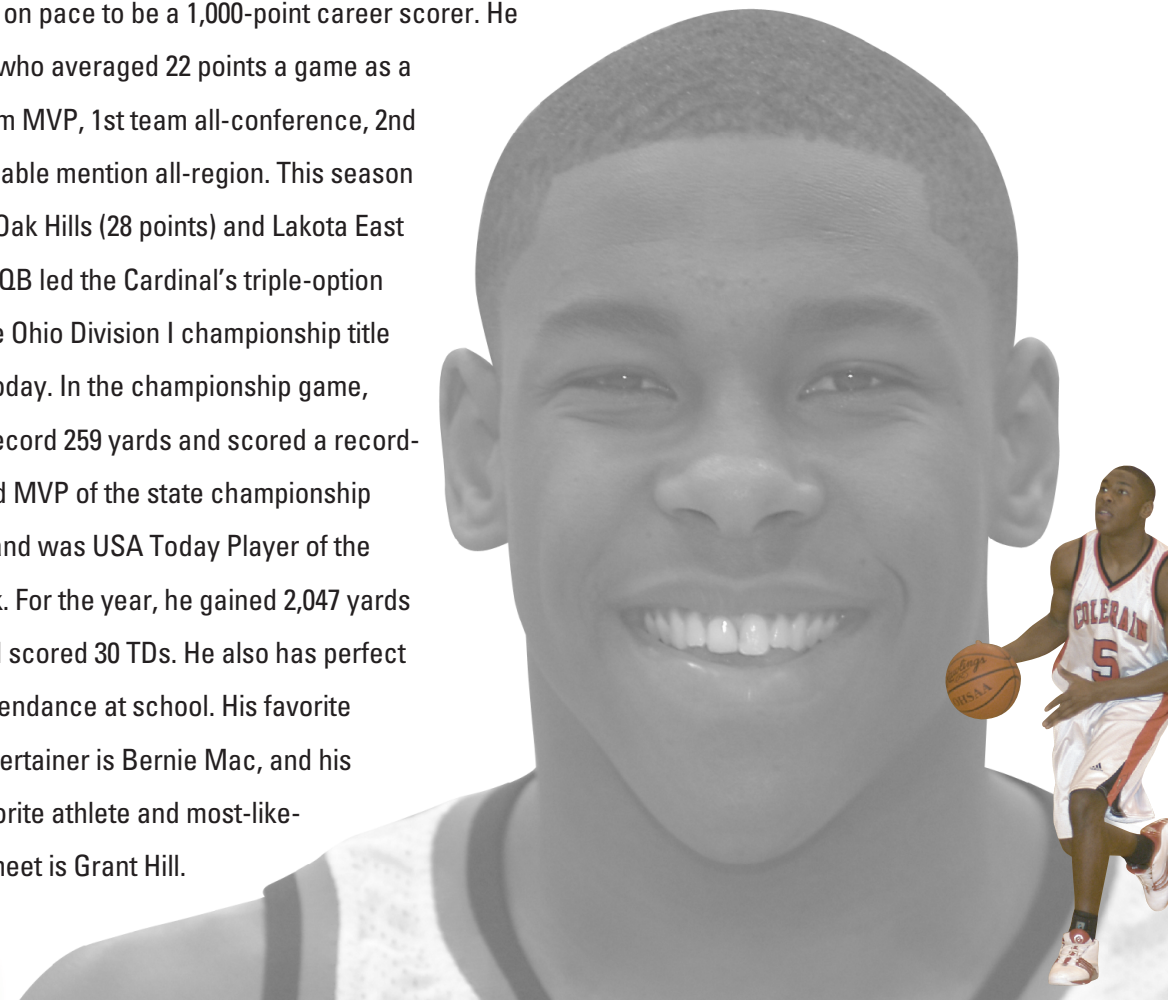 on pace to be a 1,000-point career scorer. He
who averaged 22 points a game as a
m MVP, 1st team all-conference, 2nd
able mention all-region. This season
Oak Hills (28 points) and Lakota East
QB led the Cardinal’s triple-option
e Ohio Division I championship title
oday. In the championship game,
ecord 259 yards and scored a record-
d MVP of the state championship
and was USA Today Player of the
k. For the year, he gained 2,047 yards
d scored 30 TDs. He also has perfect
endance at school. His favorite
ertainer is Bernie Mac, and his
orite athlete and most-like-
neet is Grant Hill.
COLERAIN
5
OHSAA